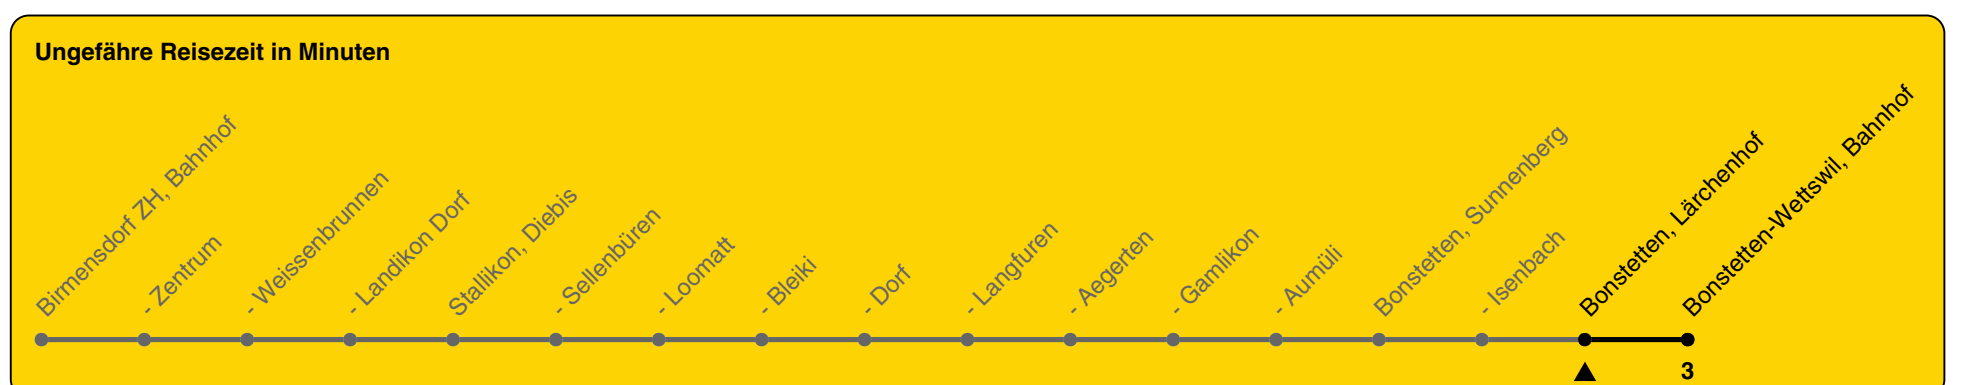 Ungefähre Reisezeit in Minuten
Birmensdorf ZH, Bahnhof
- Zentrum
- Weissenbrunnen
- Landikon Dorf
Stallikon, Diebis
- Sellenbüren
- Loomatt
- Bleiki
- Dorf
- Langfuren
- Aegerten
- Gamlikon
- Aumüli
Bonstetten, Sunnenberg
- Isenbach
Bonstetten, Lärchenhof
Bonstetten-Wettswil, Bahnhof
3